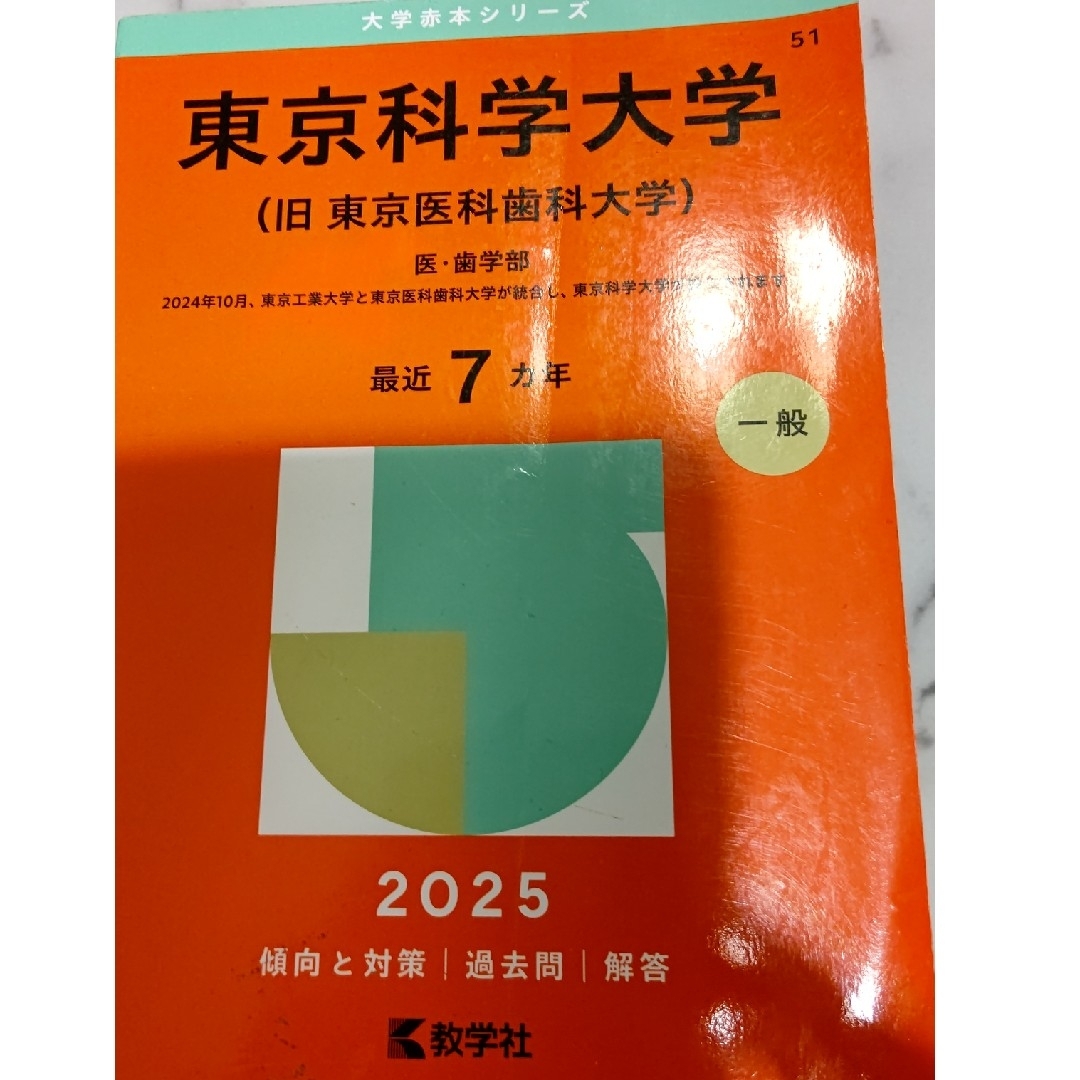 大学赤本シリーズ
51
東京科学大学
(旧 東京医科歯科大学)
医・歯学部
2024年10月、東京工業大学と東京医科歯科大学が統合し、東京科学大学が
最近 7 カ年
一般
2025
傾向と対策|過去問|解答
教学社